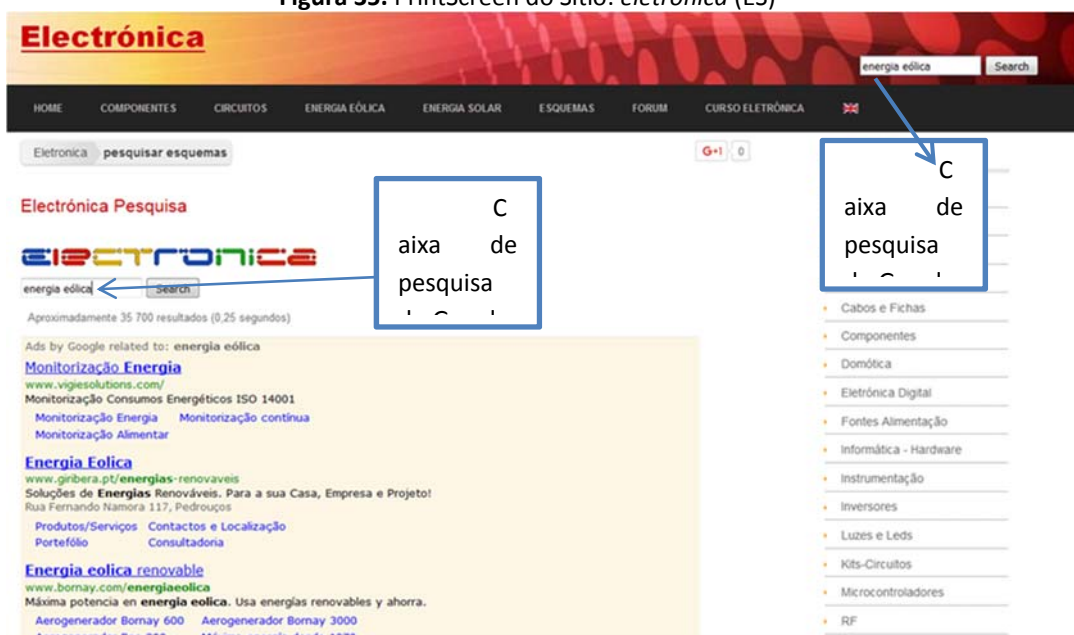 Figura 35. PrintScreen do Sítio: eletrónica (ES)
Electrónica
energia eólica Search
HOME COMPONENTES CIRCUITOS ENERGIA EÓLICA ENERGIA SOLAR ESQUEMAS FORUM CURSO ELETRÓNICA
Eletronica pesquisar esquemas
G+1 0
C
aixa de
pesquisa
C
aixa de
pesquisa
Electrónica Pesquisa
electronica
energia eólica Search
Aproximadamente 35 700 resultados (0,25 segundos)
Ads by Google related to: energia eólica
Monitorização Energia
www.vigiesolutions.com/
Monitorização Consumos Energéticos ISO 14001
Monitorização Energia Monitorização contínua
Monitorização Alimentar
Energia Eolica
www.giribera.pt/energias-renovaveis
Soluções de Energias Renováveis. Para a sua Casa, Empresa e Projeto!
Rua Fernando Namora 117, Pedrouços
Produtos/Serviços Contactos e Localização
Portefólio Consultadoria
Energia eolica renovable
www.bornay.com/energiaeolica
Máxima potencia en energia eolica. Usa energías renovables y ahorra.
Aerogenerador Bornay 600 Aerogenerador Bornay 3000
Cabos e Fichas
Componentes
Domótica
Eletrónica Digital
Fontes Alimentação
Informática - Hardware
Instrumentação
Inversores
Luzes e Leds
Kits-Circuitos
Microcontroladores
RF